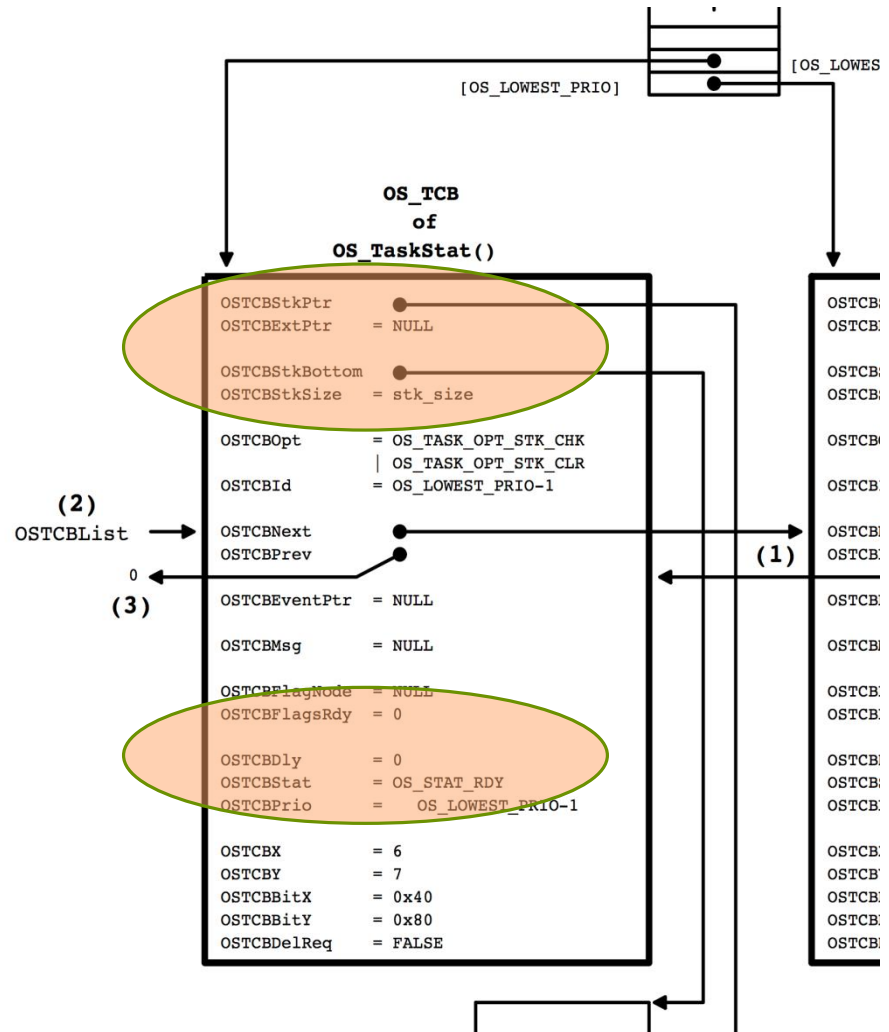 [OS_LOWES
[OS_LOWEST_PRIO]
OS_TCB
of
OS_TaskStat()
OSTCBStkPtr
OSTCBExtPtr = NULL
OSTCBStkBottom
OSTCBStkSize = stk_size
OSTCBOpt = OS_TASK_OPT_STK_CHK
| OS_TASK_OPT_STK_CLR
OSTCBId = OS_LOWEST_PRIO-1
(2)
OSTCBList
OSTCBNext
OSTCBPrev
(1)
0
(3)
OSTCBEventPtr = NULL
OSTCBMsg = NULL
OSTCBFlagNode = NULL
OSTCBFlagsRdy = 0
OSTCBDly = 0
OSTCBStat = OS_STAT_RDY
OSTCBPrio = OS_LOWEST_PRIO-1
OSTCBX = 6
OSTCBY = 7
OSTCBBitX = 0x40
OSTCBBitY = 0x80
OSTCBDelReq = FALSE